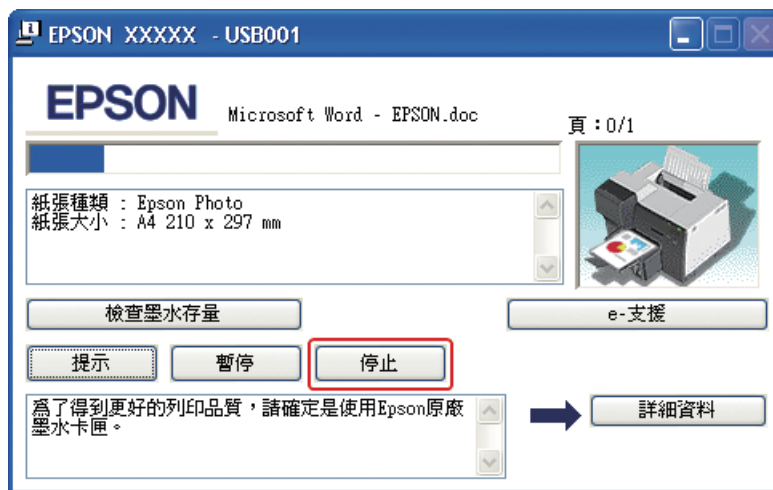 EPSON XXXXX - USB001
EPSON
Microsoft Word - EPSON.doc
頁：0/1
紙張種類 : Epson Photo
紙張大小 : A4 210 x 297 mm
檢查墨水存量
e-支援
提示
暫停
停止
為了得到更好的列印品質，請確定是使用Epson原廠
墨水卡匣。
詳細資料